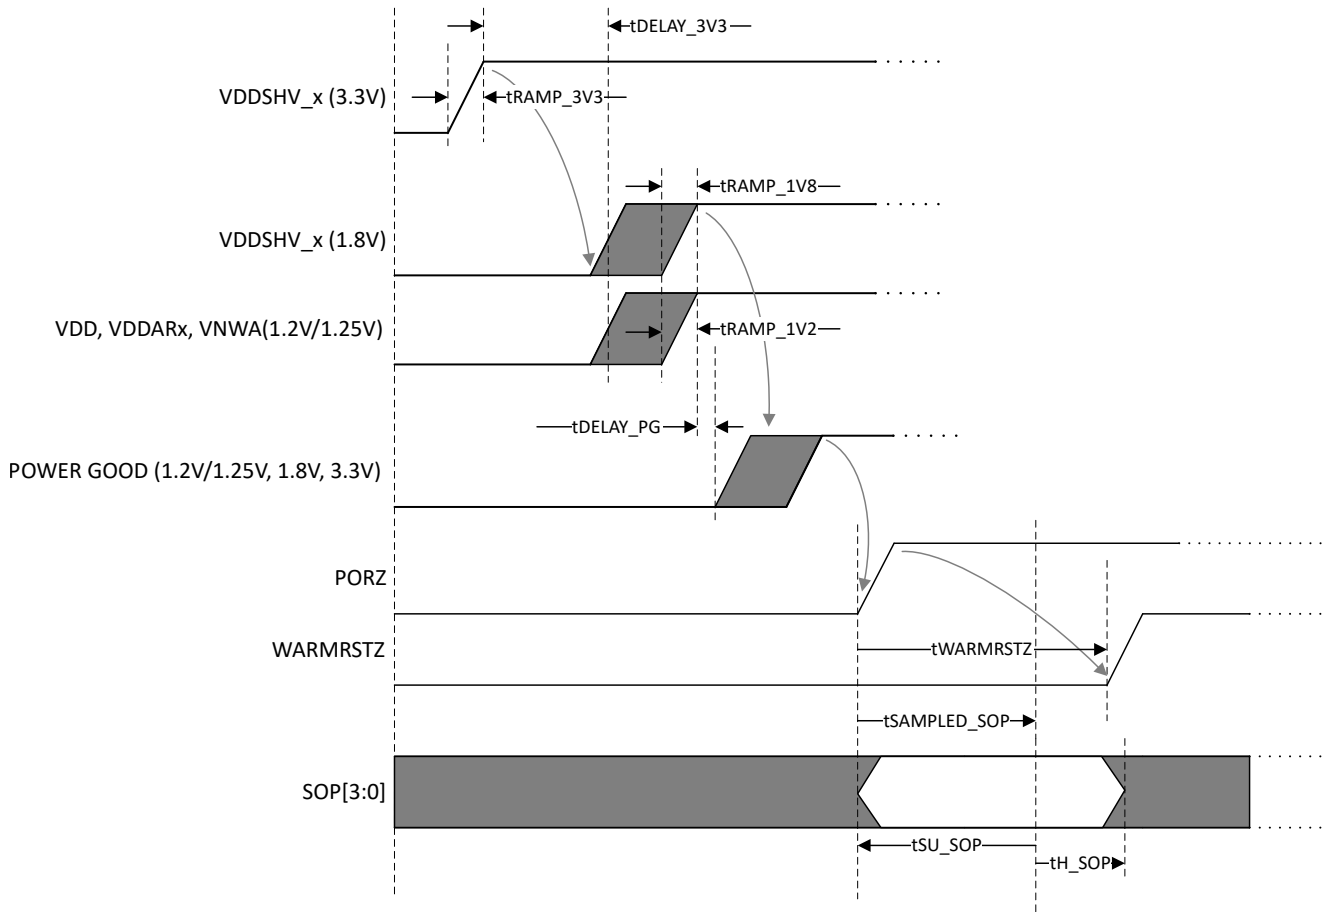 tDELAY_3V3
VDDSHV_x (3.3V)
tRAMP_3V3
tRAMP_1V8
VDDSHV_x (1.8V)
VDD, VDDARx, VNWA(1.2V/1.25V)
tRAMP_1V2
tDELAY_PG
POWER GOOD (1.2V/1.25V, 1.8V, 3.3V)
PORZ
WARMRSTZ
tWARMRSTZ
tSAMPLED_SOP
SOP[3:0]
tSU_SOP
tH_SOP